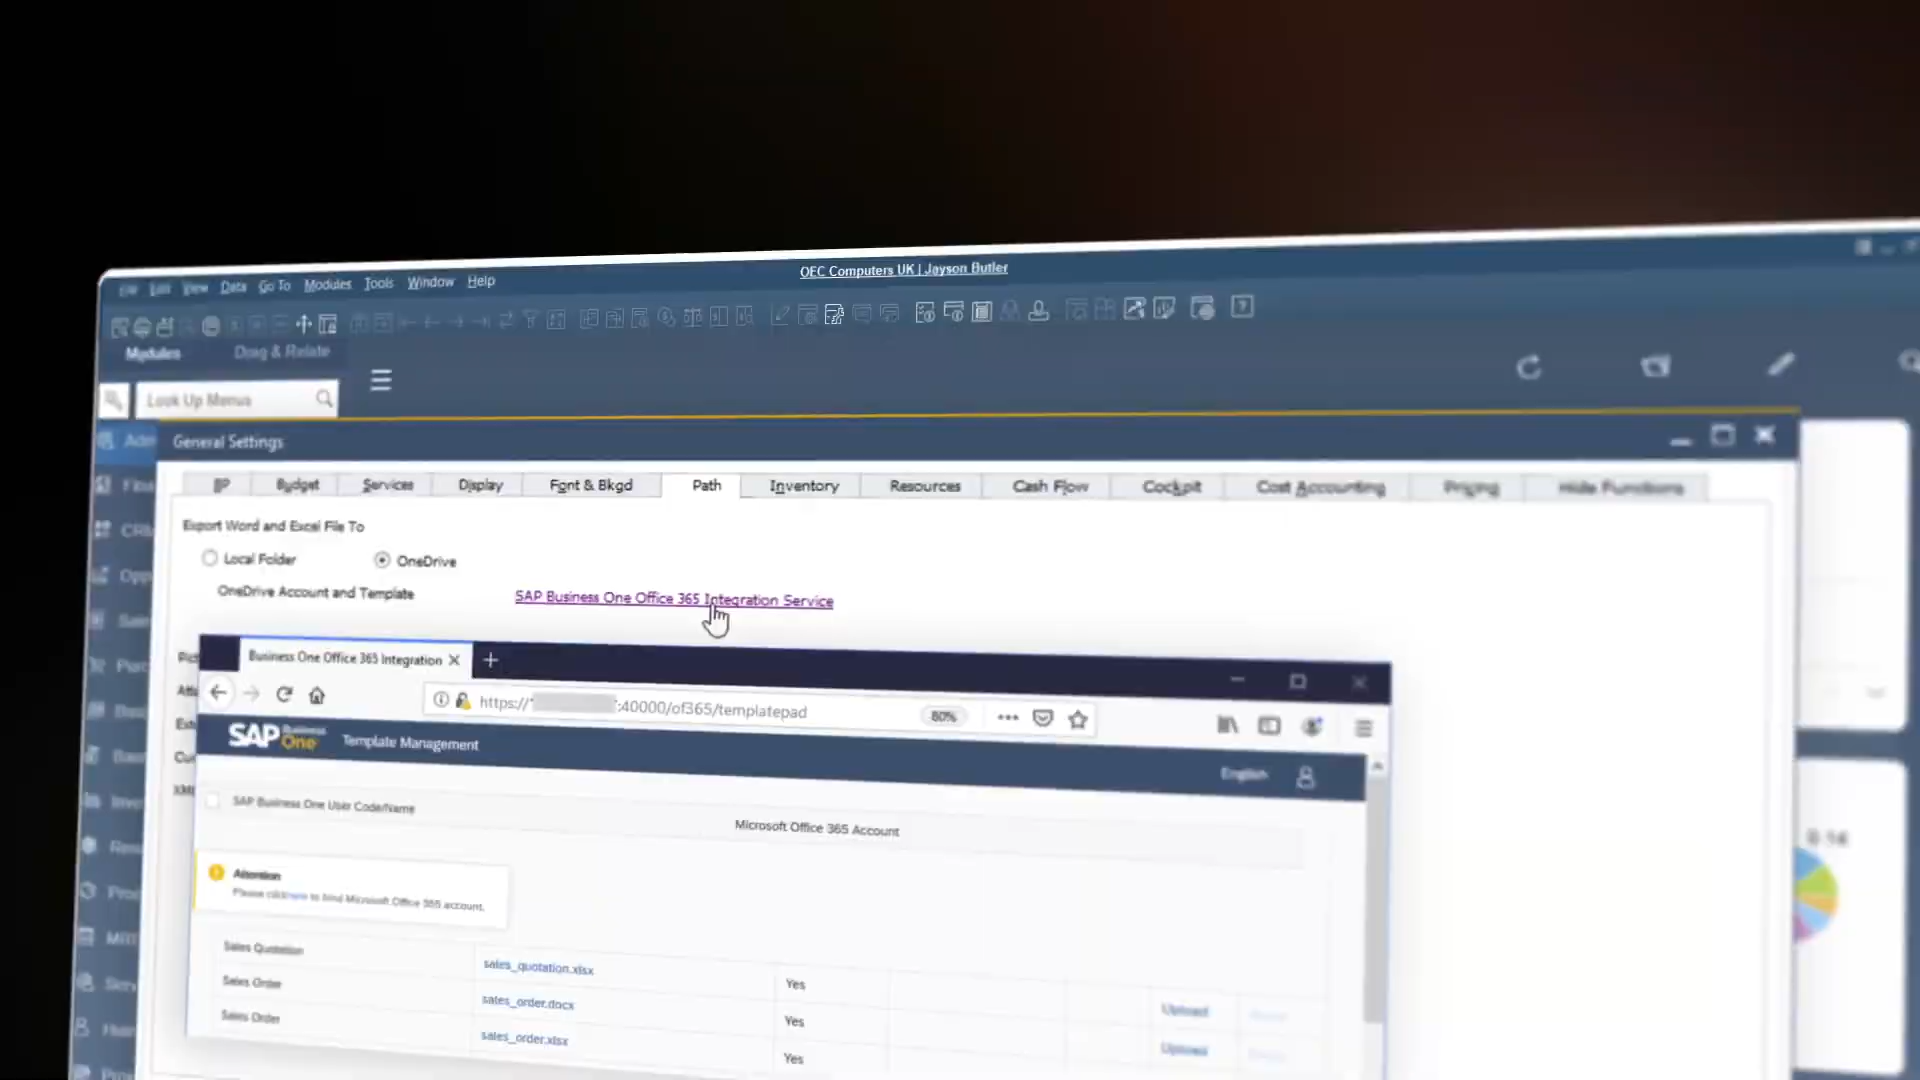 OEC Computers UK | Jayson Butler
View Data Go To Modules Tools Window Help
Modules Drag & Relate
Look Up Menus
General Settings
BP Budget Services Display Font & Bkgd Path Inventory Resources Cash Flow Cockpit Cost Accounting Pricing Hide Functions
Export Word and Excel File To
Local Folder OneDrive
OneDrive Account and Template SAP Business One Office 365 Integration Service
Business One Office 365 Integration
https:// :40000/of365/templatepad 80%
SAP Business One Template Management
English
SAP Business One User Code/Name Microsoft Office 365 Account
Attention
Please click here to bind Microsoft Office 365 account.
Sales Quotation sales_quotation.xlsx Yes
Sales Order sales_order.docx Yes Upload
Sales Order sales_order.xlsx Yes Upload